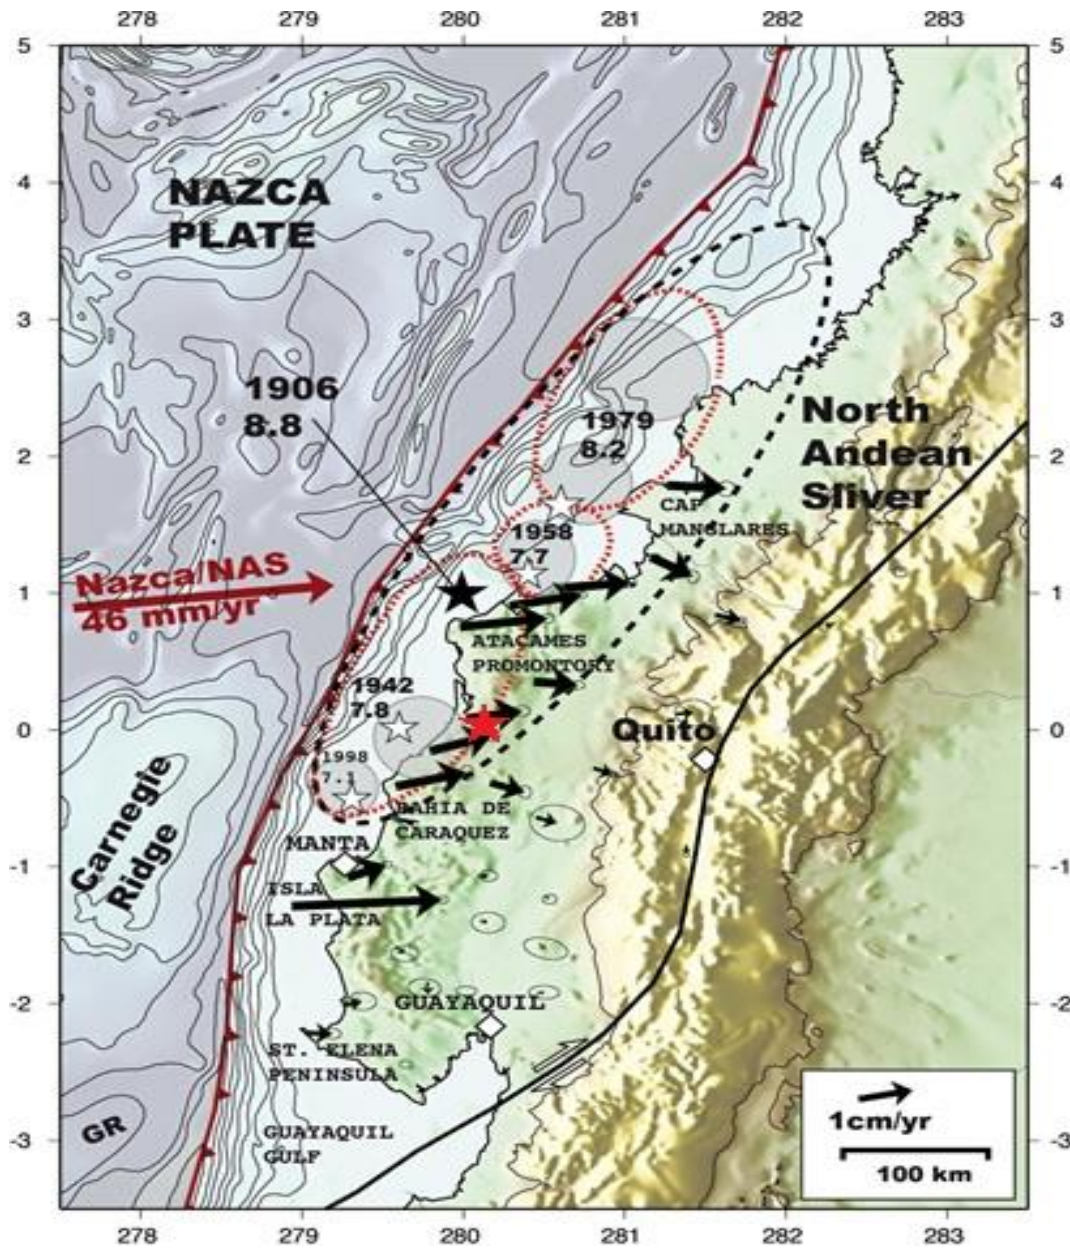 278 279 280 281 282 283
5 5
4 4
NAZCA
PLATE
3 3
1906
8.8
1979
8.2
North
Andean
Sliver
2 2
CAP
MANGLARES
1958
7.7
Nazca/NAS
46 mm/yr
1 1
ATACAMES
PROMONTORY
1942
7.8
0 0
Quito
1998
7.1
BAHIA DE
CARAQUEZ
Carnegie
Ridge
MANTA
-1 -1
ISLA
LA PLATA
-2 -2
GUAYAQUIL
ST. ELENA
PENINSULA
GR
-3 -3
GUAYAQUIL
GULF
1cm/yr
100 km
278 279 280 281 282 283